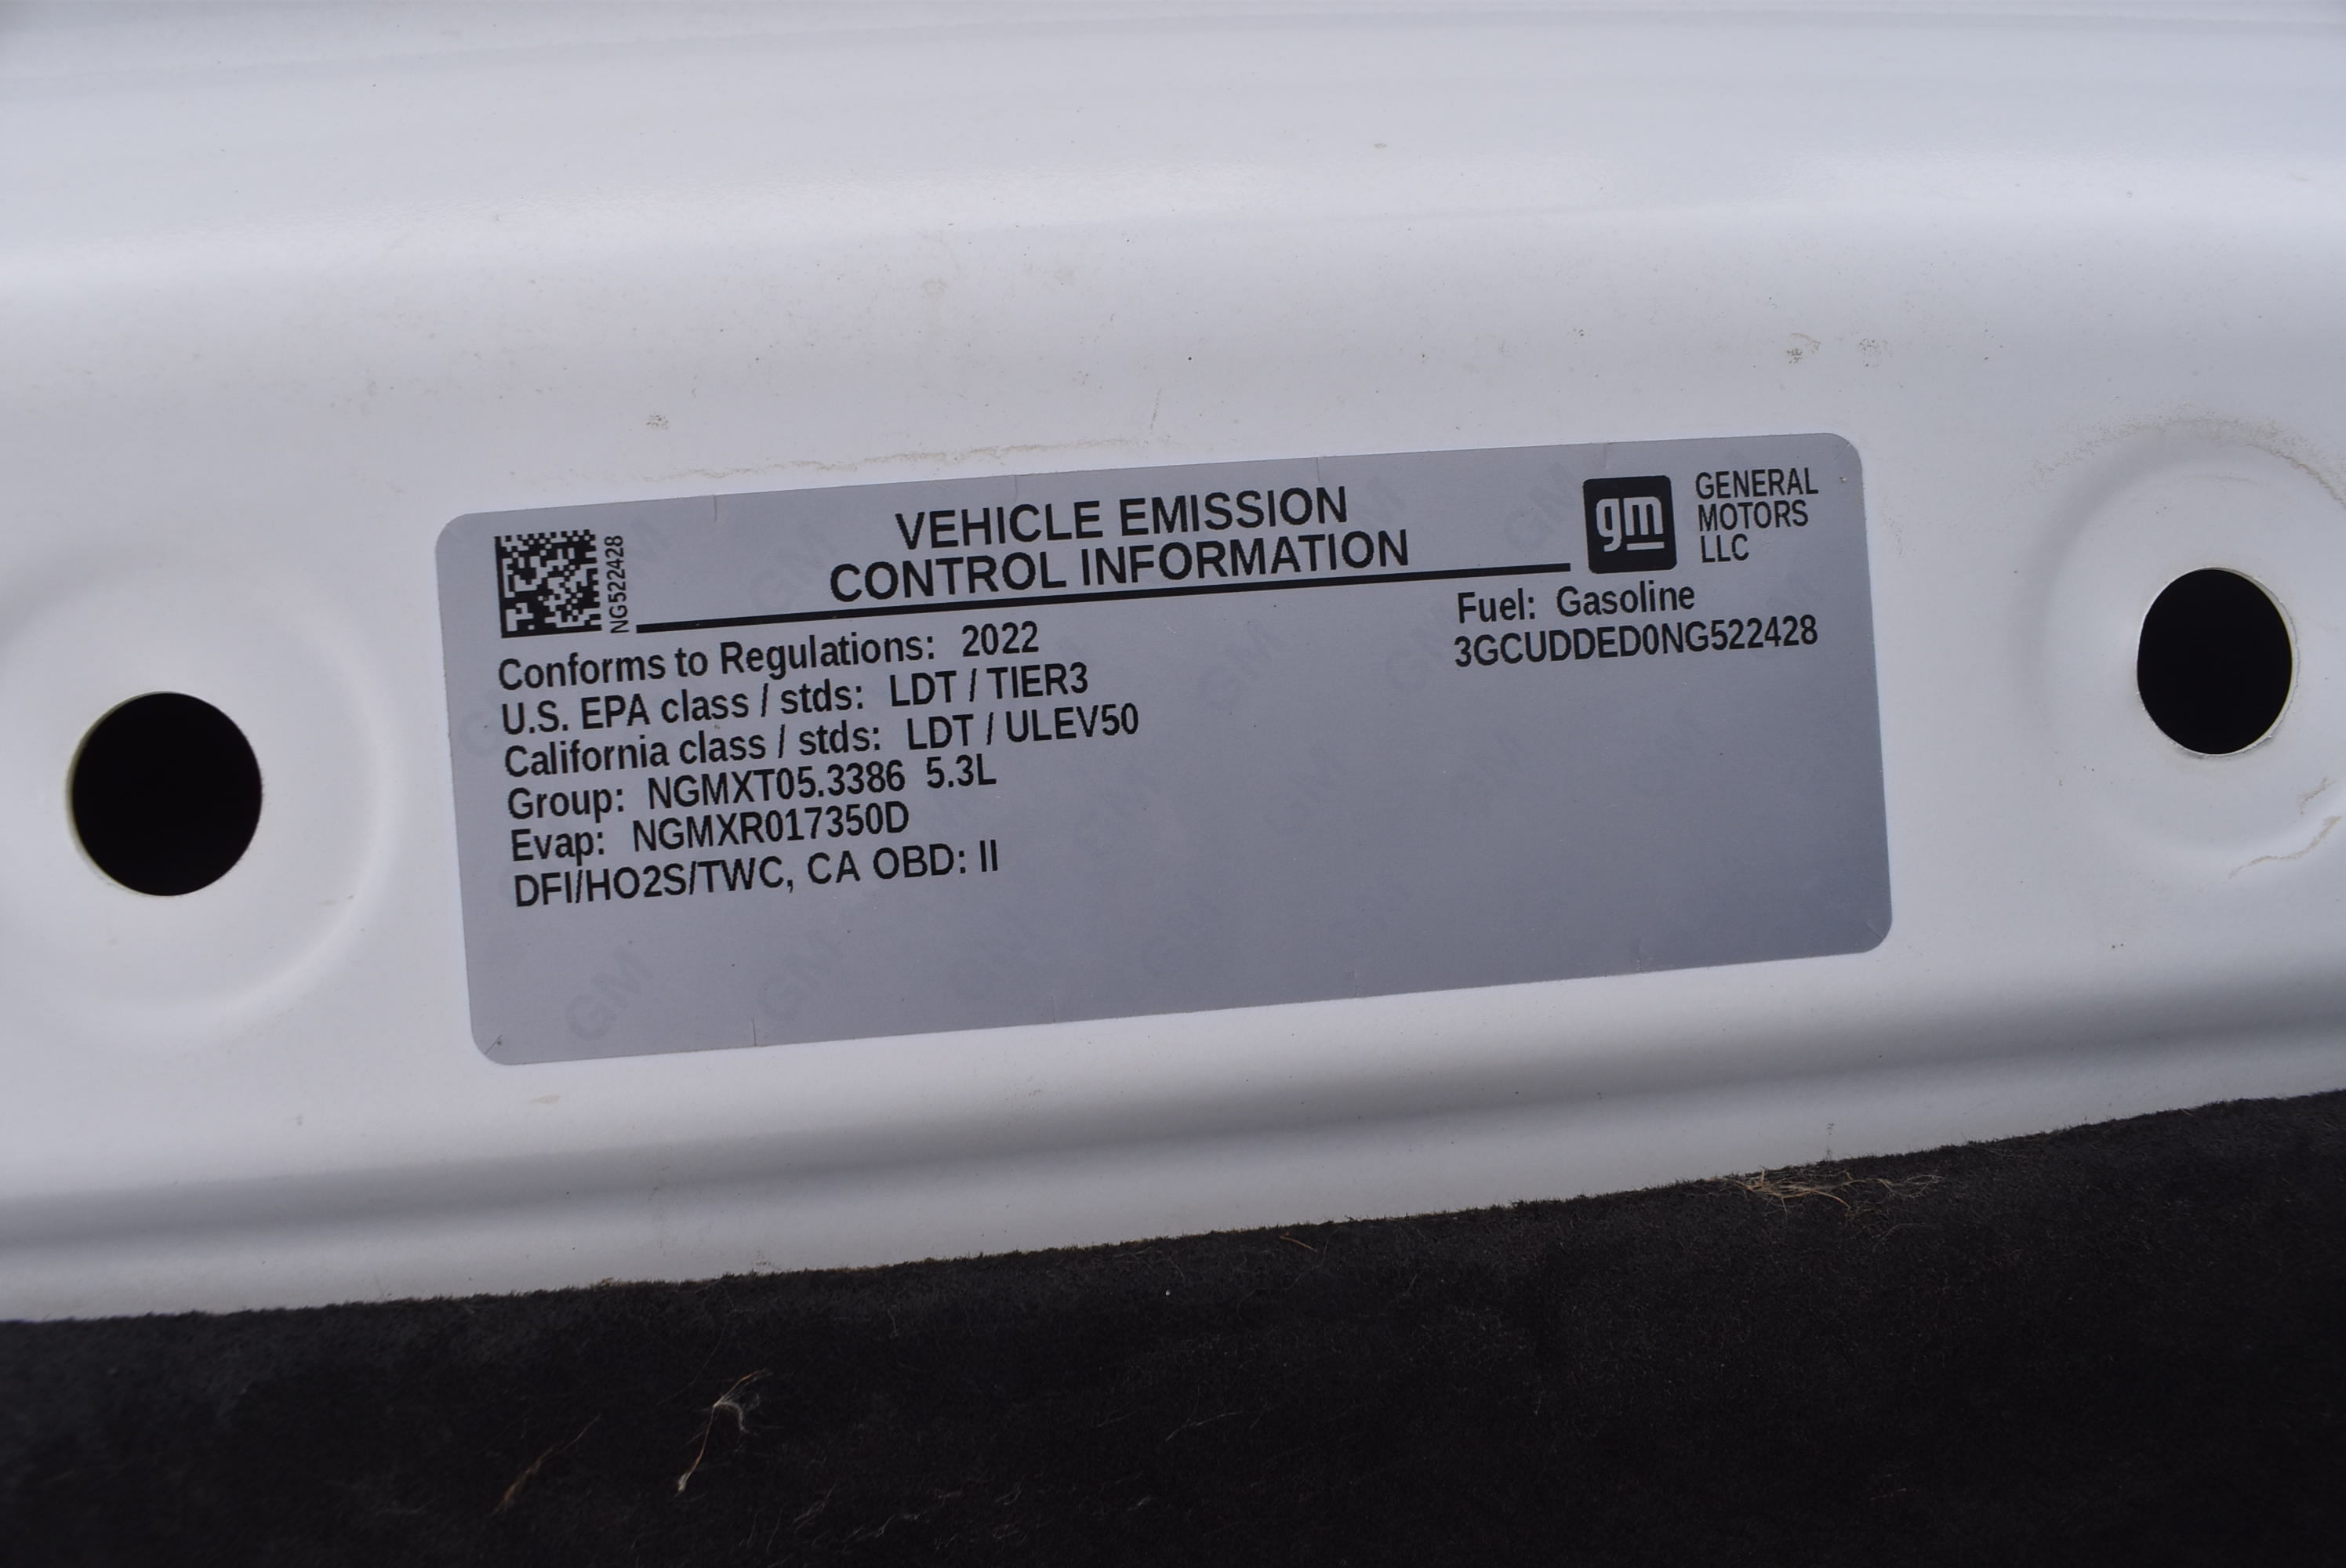 NG522428
VEHICLE EMISSION
CONTROL INFORMATION
gm
GENERAL
MOTORS
LLC
Fuel: Gasoline
3GCUDDED0NG522428
Conforms to Regulations: 2022
U.S. EPA class / stds: LDT / TIER3
California class / stds: LDT / ULEV50
Group: NGMXT05.3386 5.3L
Evap: NGMXR017350D
DFI/HO2S/TWC, CA OBD: II